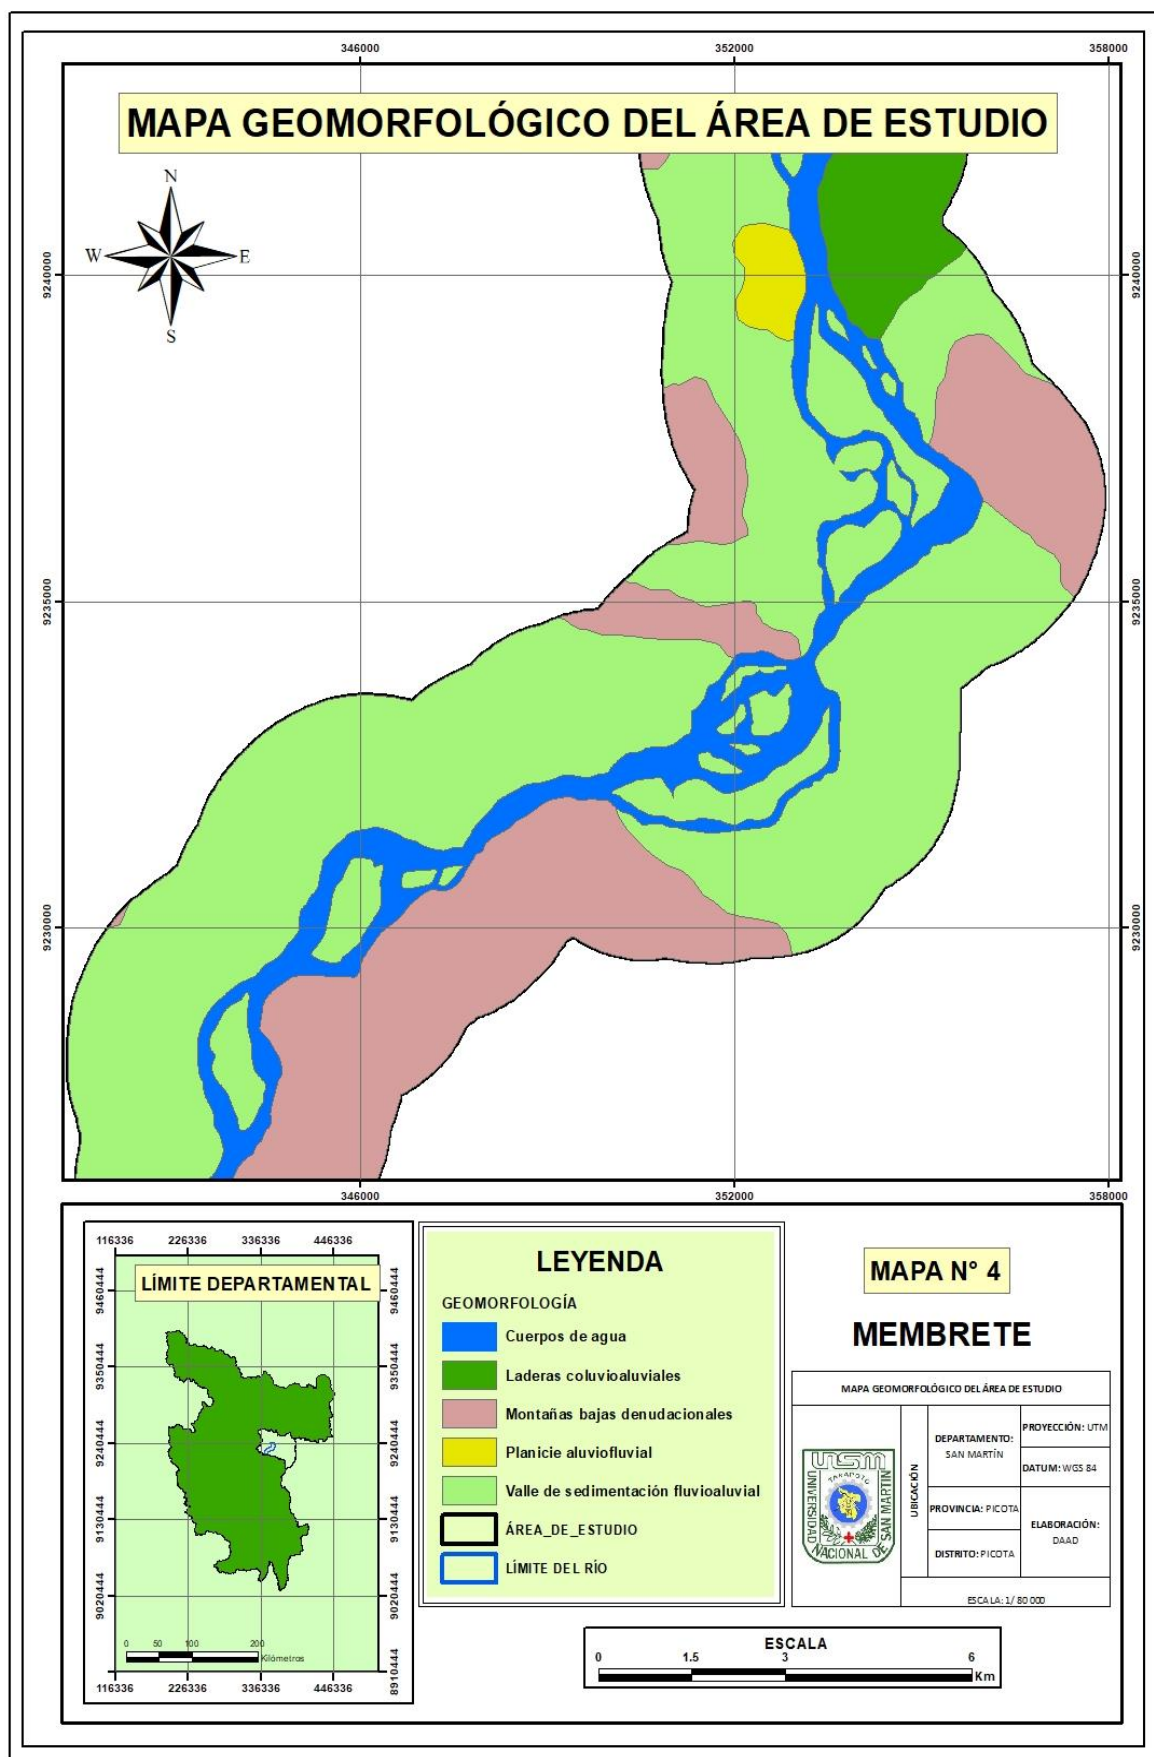 346000 352000 358000
MAPA GEOMORFOLÓGICO DEL ÁREA DE ESTUDIO
N
W E
S
9240000 9240000
9235000 9235000
9230000 9230000
346000 352000 358000
116336 226336 336336 446336
LÍMITE DEPARTAMENTAL
9460444 9460444
9350444 9350444
9240444 9240444
9130444 9130444
9020444 9020444
8910444
0 50 100 200
Kilómetros
116336 226336 336336 446336
LEYENDA
GEOMORFOLOGÍA
Cuerpos de agua
Laderas coluvioaluviales
Montañas bajas denudacionales
Planicie aluviofluvial
Valle de sedimentación fluvioaluvial
ÁREA_DE_ESTUDIO
LÍMITE DEL RÍO
MAPA N° 4
MEMBRETE
MAPA GEOMORFOLÓGICO DEL ÁREA DE ESTUDIO
UNSM
TARAPOTO
UNIVERSIDAD
NACIONAL DE
SAN MARTÍN
UBICACIÓN
DEPARTAMENTO:
SAN MARTÍN
PROVINCIA: PICOTA
DISTRITO: PICOTA
PROYECCIÓN: UTM
DATUM: WGS 84
ELABORACIÓN:
DAAD
ESCALA: 1/ 80 000
ESCALA
0 1.5 3 6
Km